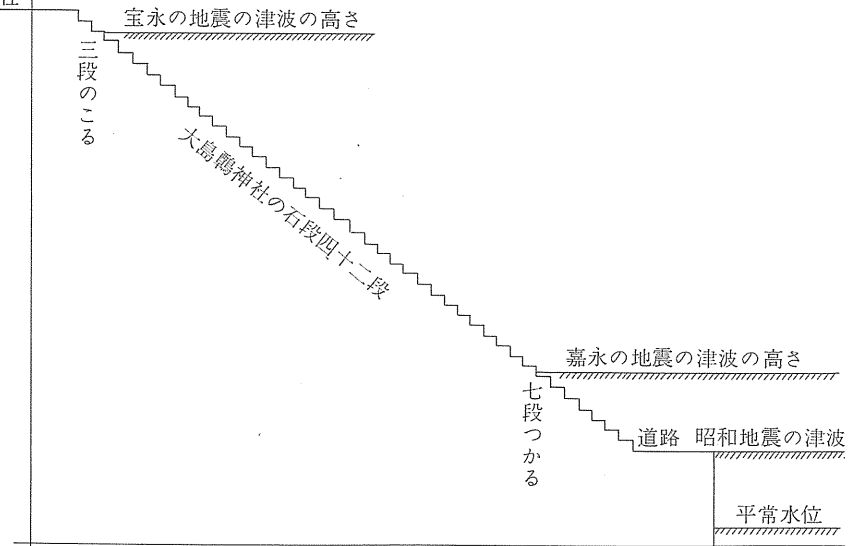 社
宝永の地震の津波の高さ
三段のこる
大島鸊神社の石段四十二段
嘉永の地震の津波の高さ
七段つかる
道路
昭和地震の津波
平常水位